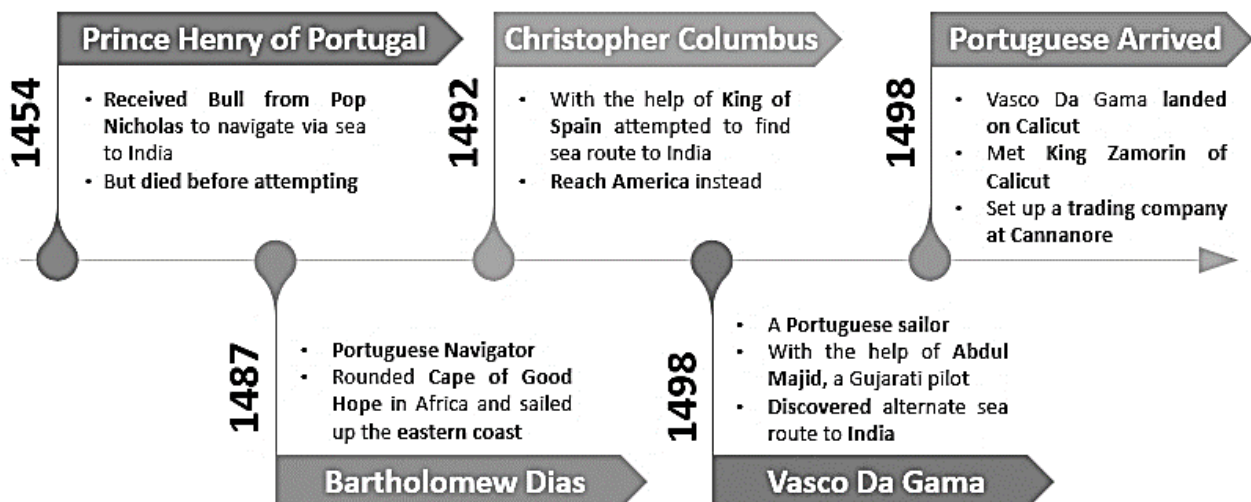 Prince Henry of Portugal
1454
• Received Bull from Pop
Nicholas to navigate via sea
to India
• But died before attempting
1487
• Portuguese Navigator
• Rounded Cape of Good
Hope in Africa and sailed
up the eastern coast
Bartholomew Dias
Christopher Columbus
1492
• With the help of King of
Spain attempted to find
sea route to India
• Reach America instead
1498
• A Portuguese sailor
• With the help of Abdul
Majid, a Gujarati pilot
• Discovered alternate sea
route to India
Vasco Da Gama
Portuguese Arrived
1498
• Vasco Da Gama landed
on Calicut
• Met King Zamorin of
Calicut
• Set up a trading company
at Cannanore